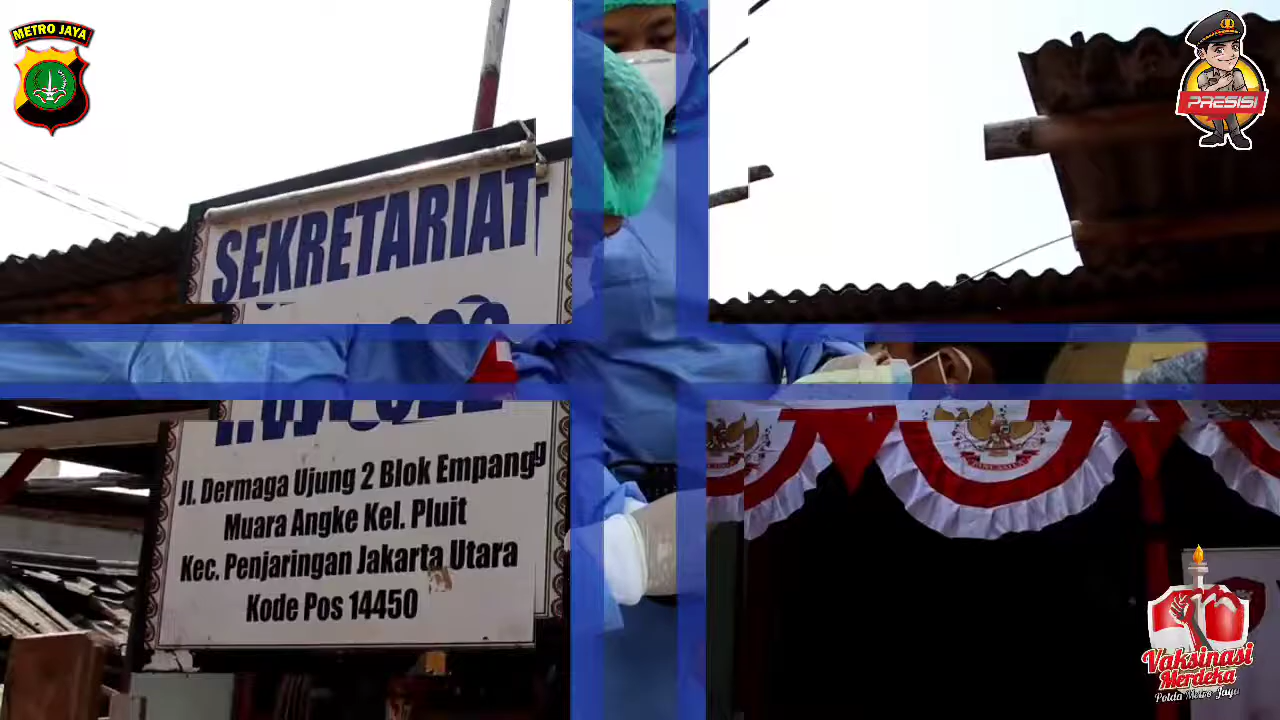 METRO JAYA
PRESISI
SEKRETARIAT
Jl. Dermaga Ujung 2 Blok Empang
Muara Angke Kel. Pluit
Kec. Penjaringan Jakarta Utara
Kode Pos 14450
Vaksinasi
Merdeka
Polda Metro Jaya